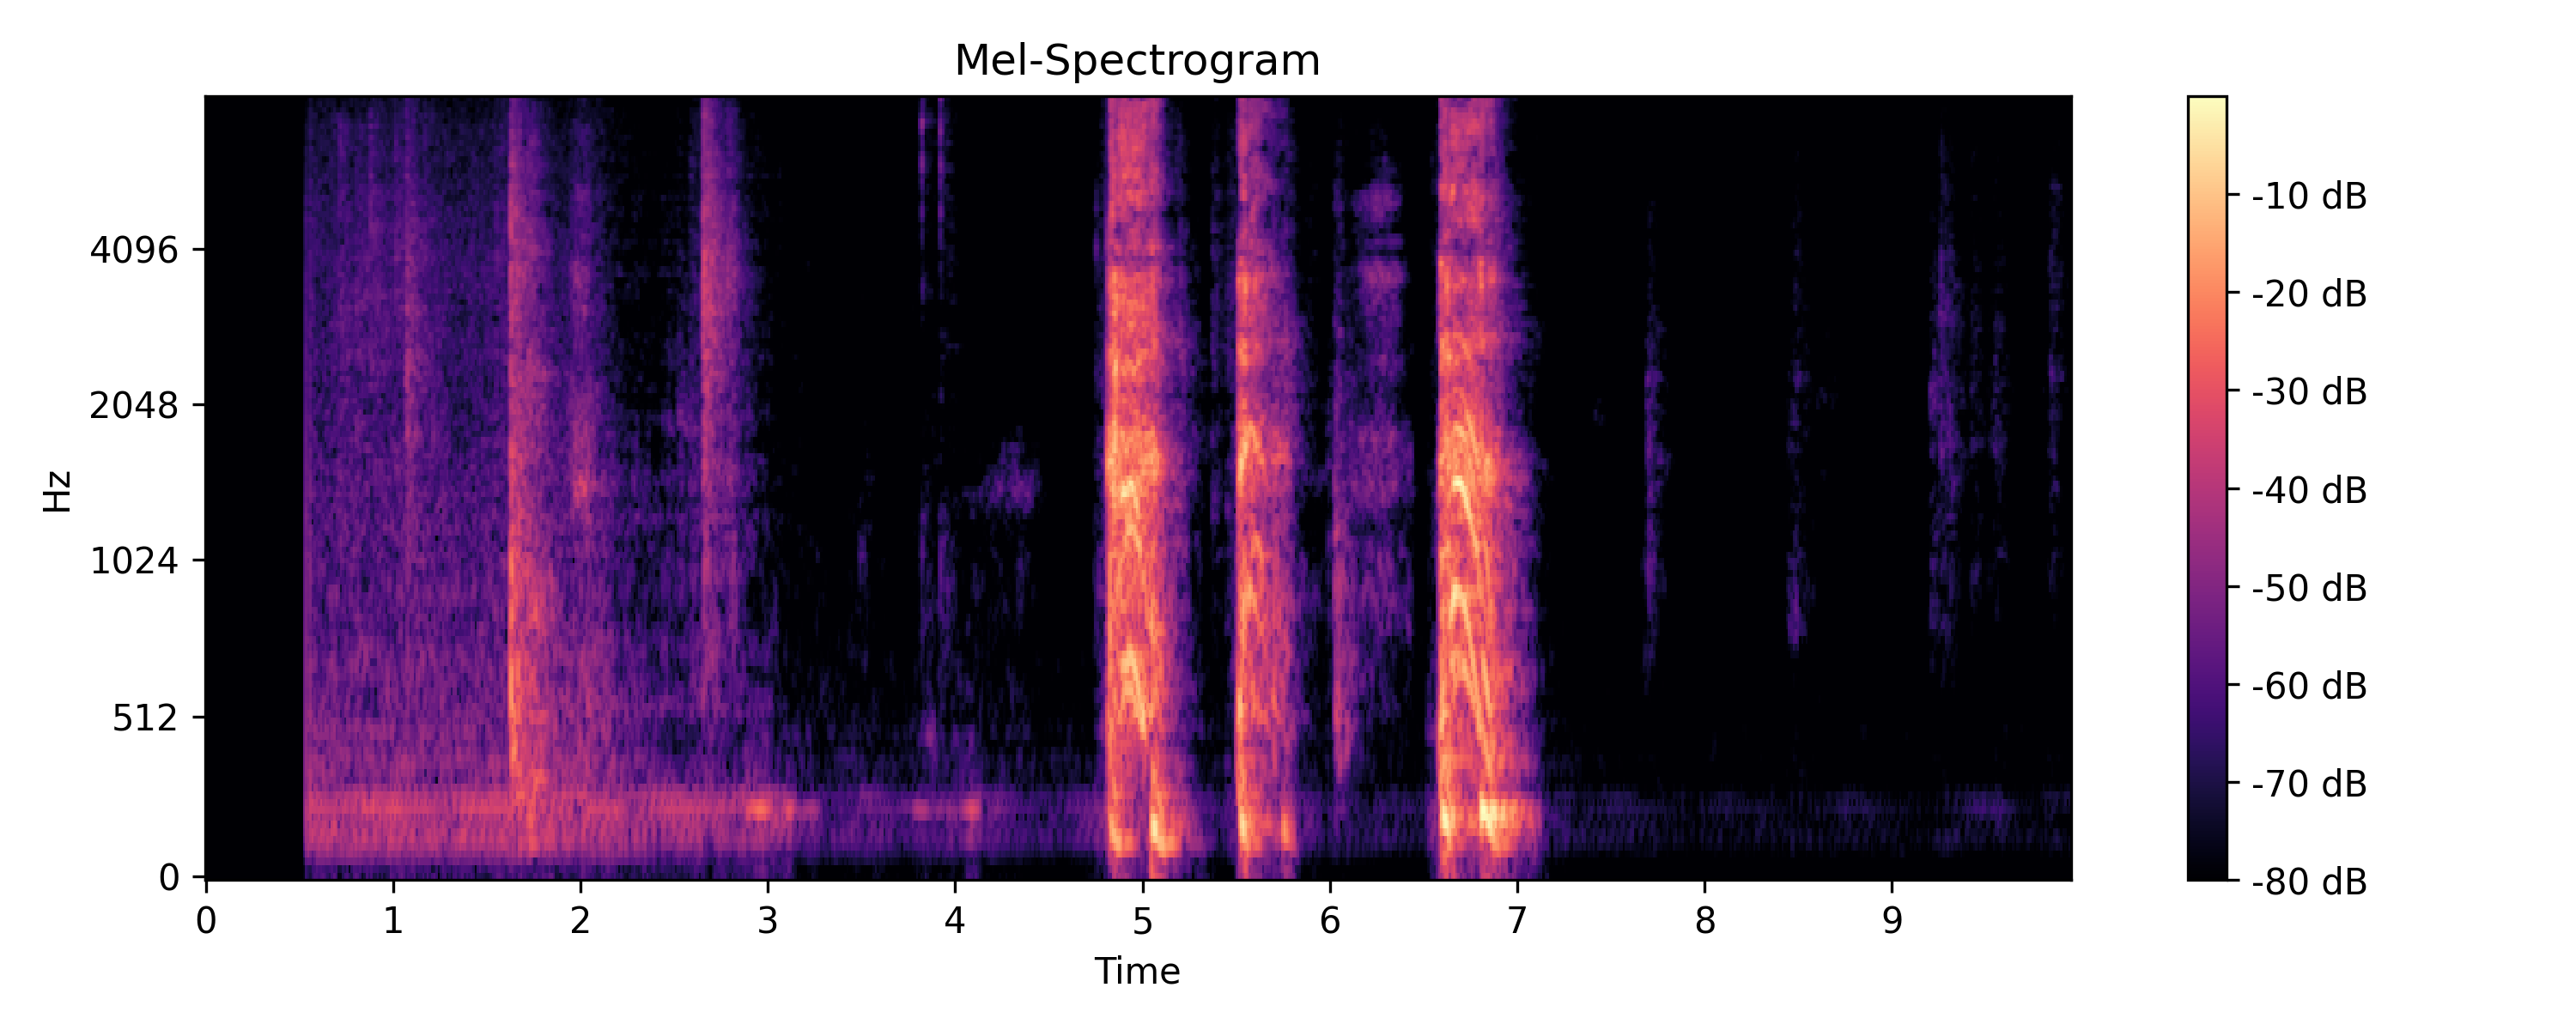 Mel-Spectrogram
Hz
4096
2048
1024
512
0
0 1 2 3 4 5 6 7 8 9
Time
-10 dB
-20 dB
-30 dB
-40 dB
-50 dB
-60 dB
-70 dB
-80 dB